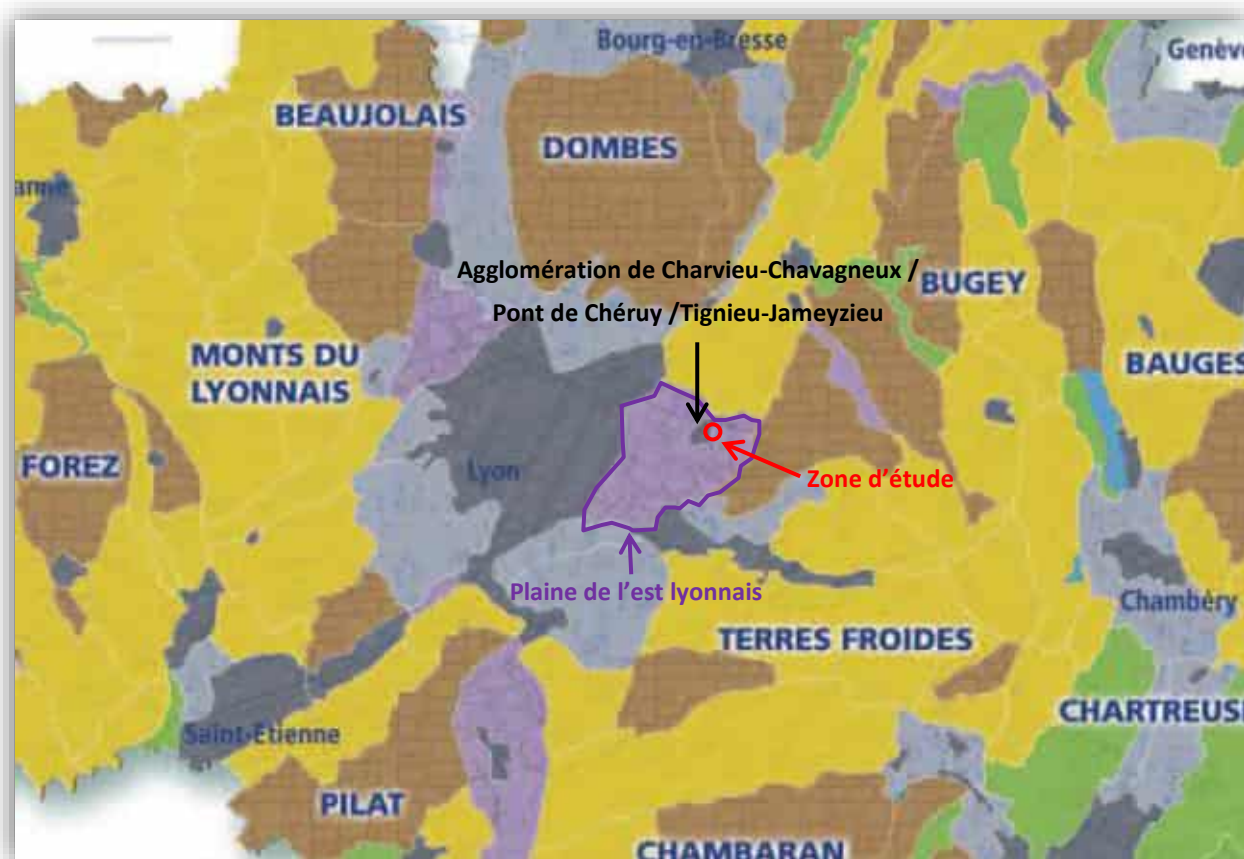 Bourg-en-Bresse
Genève
BEAUJOLAIS
DOMBES
anne
Agglomération de Charvieu-Chavagneux /
Pont de Chéruy /Tignieu-Jameyzieu
BUGEY
MONTS DU
LYONNAIS
BAUGES
FOREZ
Lyon
Zone d’étude
Plaine de l’est lyonnais
Chambéry
TERRES FROIDES
CHARTREUSE
Saint-Etienne
PILAT
CHAMBARAN